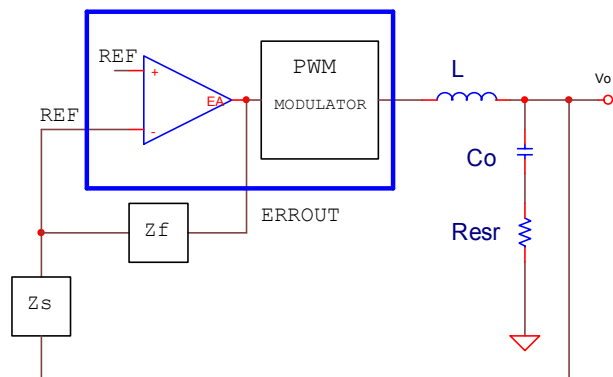 REF
+
EA
-
REF
PWM
MODULATOR
L
Vo
Co
Resr
ERROUT
Zf
Zs